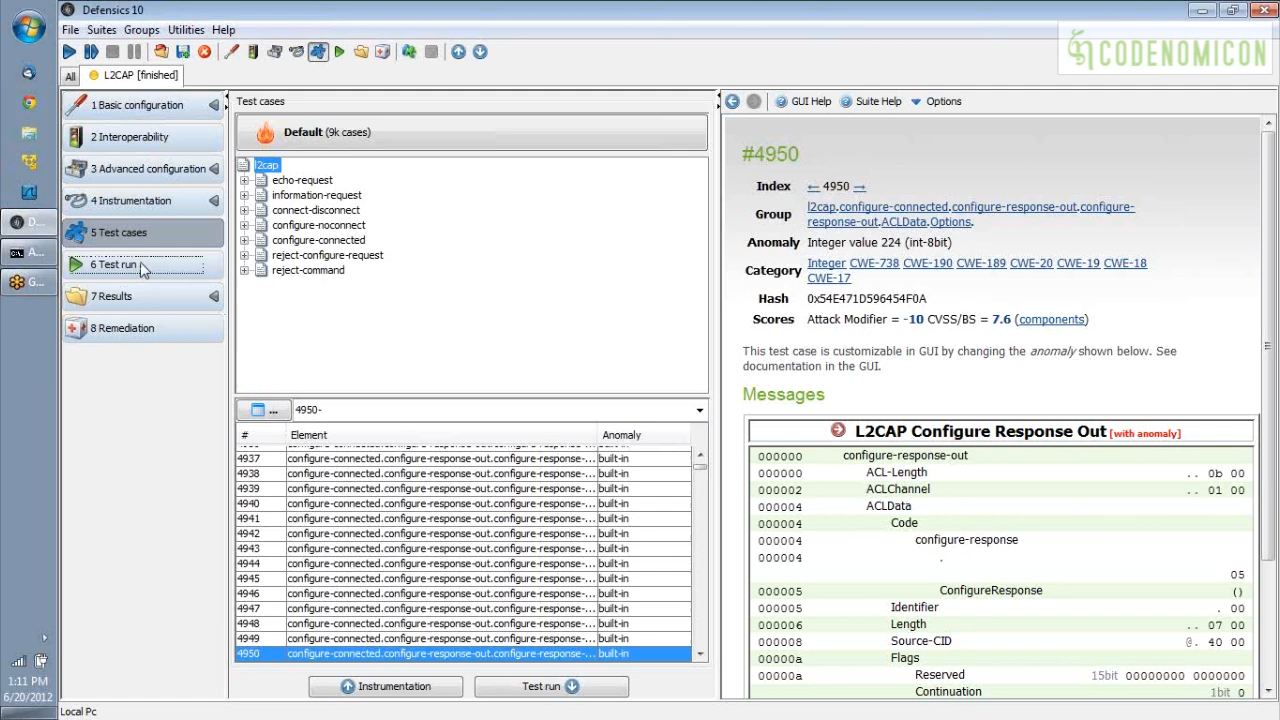 Defensics 10
File Suites Groups Utilities Help
CODENOMICON
All
L2CAP [finished]
1 Basic configuration
2 Interoperability
3 Advanced configuration
4 Instrumentation
5 Test cases
6 Test run
7 Results
8 Remediation
Test cases
Default (9k cases)
l2cap
echo-request
information-request
connect-disconnect
configure-noconnect
configure-connected
reject-configure-request
reject-command
... 4950-
# Element Anomaly
4937 configure-connected.configure-response-out.configure-response-... built-in
4938 configure-connected.configure-response-out.configure-response-... built-in
4939 configure-connected.configure-response-out.configure-response-... built-in
4940 configure-connected.configure-response-out.configure-response-... built-in
4941 configure-connected.configure-response-out.configure-response-... built-in
4942 configure-connected.configure-response-out.configure-response-... built-in
4943 configure-connected.configure-response-out.configure-response-... built-in
4944 configure-connected.configure-response-out.configure-response-... built-in
4945 configure-connected.configure-response-out.configure-response-... built-in
4946 configure-connected.configure-response-out.configure-response-... built-in
4947 configure-connected.configure-response-out.configure-response-... built-in
4948 configure-connected.configure-response-out.configure-response-... built-in
4949 configure-connected.configure-response-out.configure-response-... built-in
4950 configure-connected.configure-response-out.configure-response-... built-in
Instrumentation
Test run
GUI Help Suite Help Options
#4950
Index ← 4950 →
Group l2cap.configure-connected.configure-response-out.configure-
response-out.ACLData.Options.
Anomaly Integer value 224 (int-8bit)
Category Integer CWE-738 CWE-190 CWE-189 CWE-20 CWE-19 CWE-18
CWE-17
Hash 0x54E471D596454F0A
Scores Attack Modifier = -10 CVSS/BS = 7.6 (components)
This test case is customizable in GUI by changing the anomaly shown below. See
documentation in the GUI.
Messages
L2CAP Configure Response Out [with anomaly]
000000 configure-response-out
000000 ACL-Length .. 0b 00
000002 ACLChannel .. 01 00
000004 ACLData
000004 Code
000004 configure-response
000004 .
05
000005 ConfigureResponse ()
000005 Identifier . 00
000006 Length .. 07 00
000008 Source-CID @. 40 00
00000a Flags
00000a Reserved 15bit 00000000 0000000
Continuation 1bit 0
D...
A...
G...
1:11 PM
6/20/2012
Local Pc